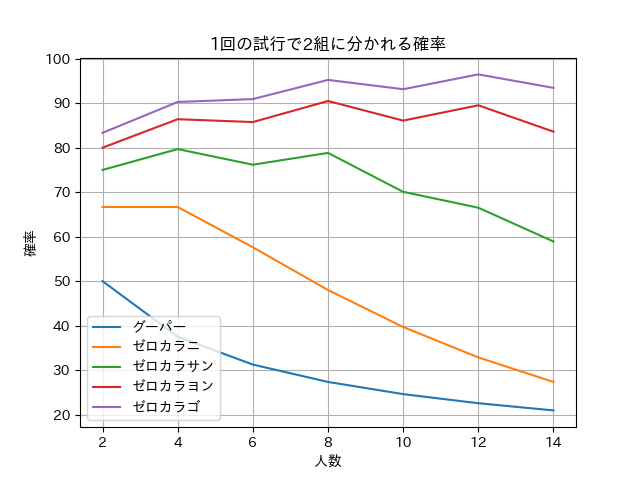 1回の試行で2組に分かれる確率
100
90
80
70
60
50
40
30
20
確率
グーパー
ゼロカラニ
ゼロカラサン
ゼロカラヨン
ゼロカラゴ
2 4 6 8 10 12 14
人数